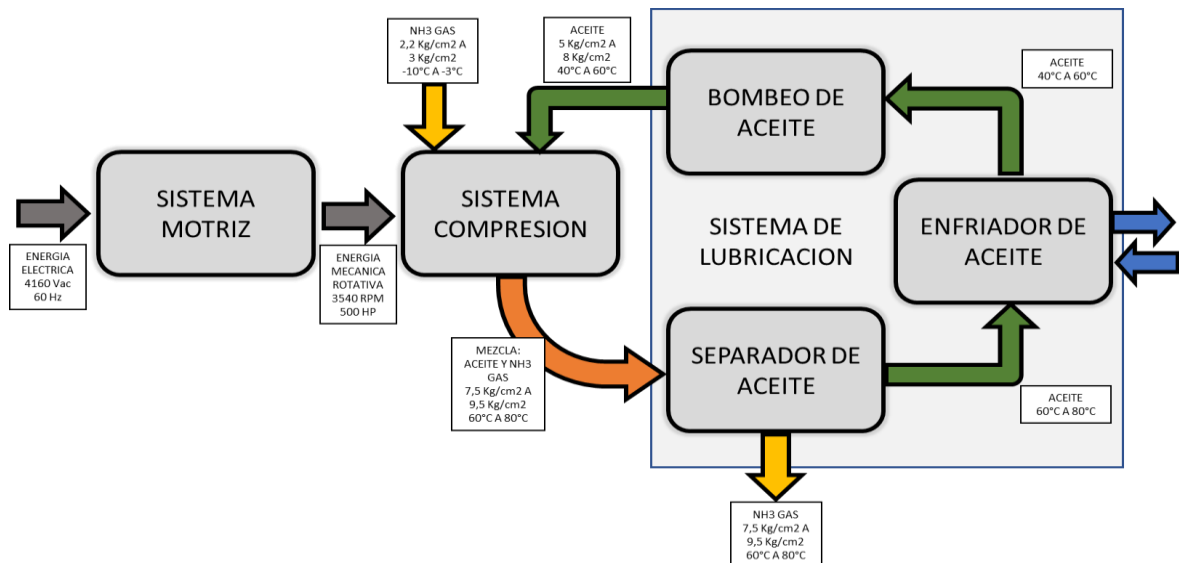 NH3 GAS
2,2 Kg/cm2 A
3 Kg/cm2
-10°C A -3°C
ACEITE
5 Kg/cm2 A
8 Kg/cm2
40°C A 60°C
BOMBEO DE
ACEITE
ACEITE
40°C A 60°C
SISTEMA
MOTRIZ
SISTEMA
COMPRESION
SISTEMA DE
LUBRICACION
ENFRIADOR DE
ACEITE
ENERGIA
ELECTRICA
4160 Vac
60 Hz
ENERGIA
MECANICA
ROTATIVA
3540 RPM
500 HP
MEZCLA:
ACEITE Y NH3
GAS
7,5 Kg/cm2 A
9,5 Kg/cm2
60°C A 80°C
SEPARADOR DE
ACEITE
ACEITE
60°C A 80°C
NH3 GAS
7,5 Kg/cm2 A
9,5 Kg/cm2
60°C A 80°C